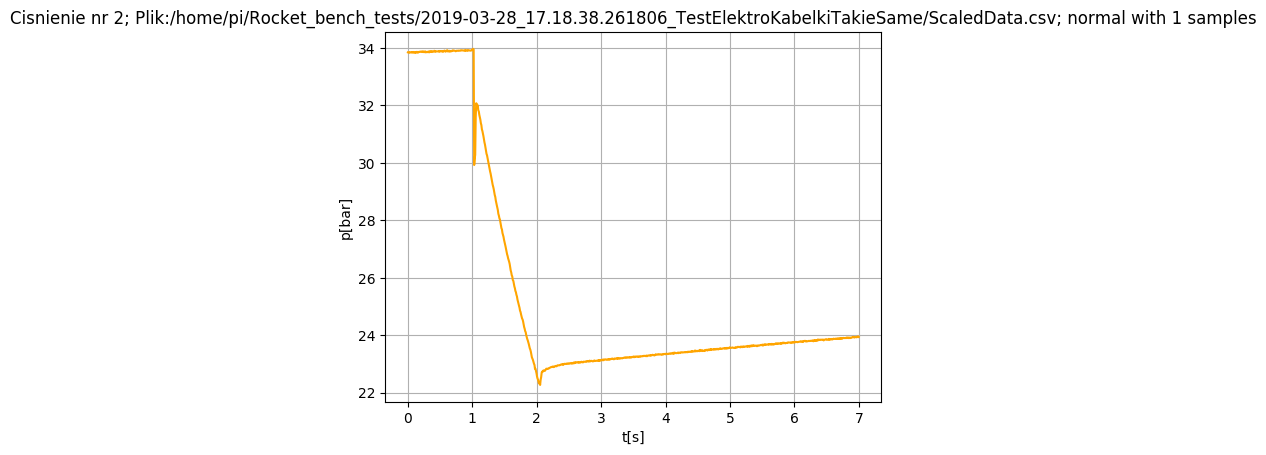 Cisnienie nr 2; Plik:/home/pi/Rocket_bench_tests/2019-03-28_17.18.38.261806_TestElektroKabelkiTakieSame/ScaledData.csv; normal with 1 samples
34
32
30
28
26
24
22
p[bar]
0 1 2 3 4 5 6 7
t[s]